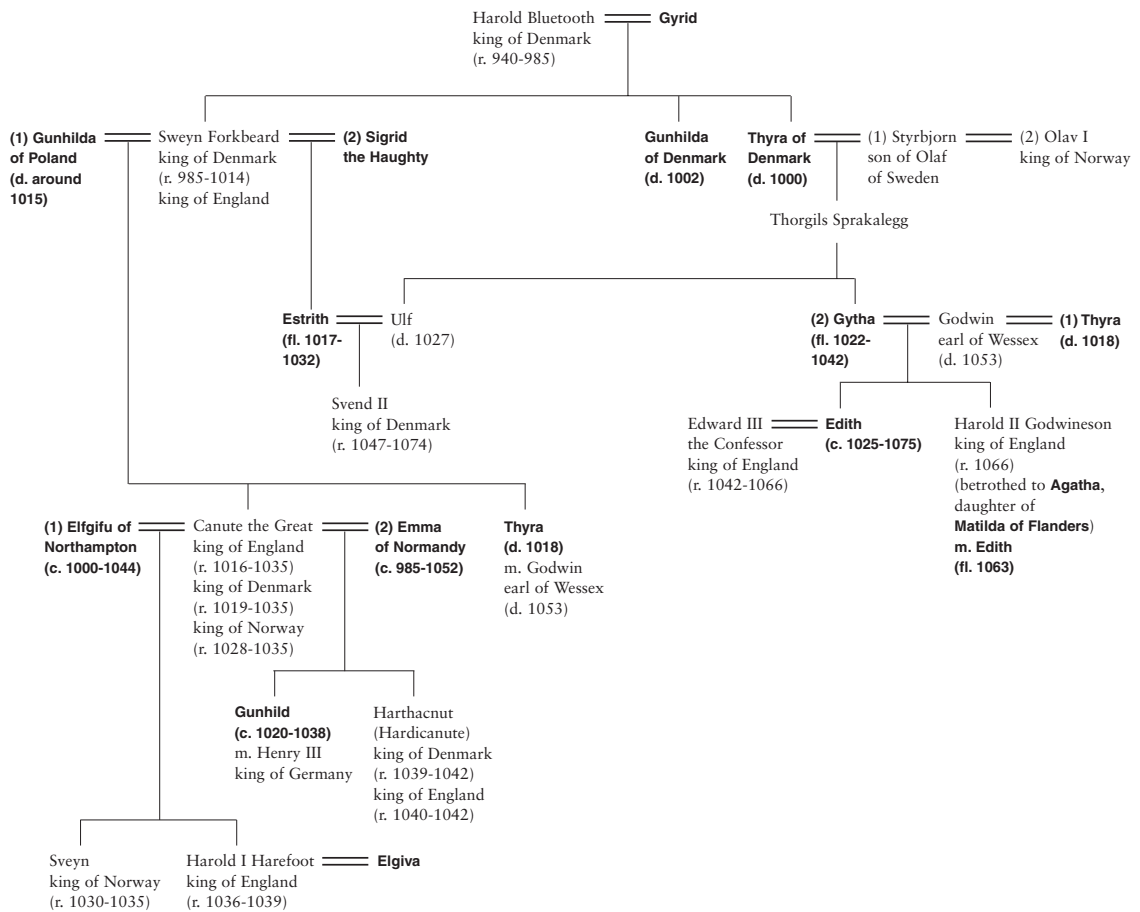 Harold Bluetooth
king of Denmark
(r. 940-985)
Gyrid
(1) Gunhilda
of Poland
(d. around
1015)
Sweyn Forkbeard
king of Denmark
(r. 985-1014)
king of England
(2) Sigrid
the Haughty
Gunhilda
of Denmark
(d. 1002)
Thyra of
Denmark
(d. 1000)
(1) Styrbjorn
son of Olaf
of Sweden
(2) Olav I
king of Norway
Thorgils Sprakalegg
Estrith
(fl. 1017-
1032)
Ulf
(d. 1027)
(2) Gytha
(fl. 1022-
1042)
Godwin
earl of Wessex
(d. 1053)
(1) Thyra
(d. 1018)
Svend II
king of Denmark
(r. 1047-1074)
Edward III
the Confessor
king of England
(r. 1042-1066)
Edith
(c. 1025-1075)
Harold II Godwineson
king of England
(r. 1066)
(betrothed to Agatha,
daughter of
Matilda of Flanders)
m. Edith
(fl. 1063)
(1) Elfgifu of
Northampton
(c. 1000-1044)
Canute the Great
king of England
(r. 1016-1035)
king of Denmark
(r. 1019-1035)
king of Norway
(r. 1028-1035)
(2) Emma
of Normandy
(c. 985-1052)
Thyra
(d. 1018)
m. Godwin
earl of Wessex
(d. 1053)
Gunhild
(c. 1020-1038)
m. Henry III
king of Germany
Harthacnut
(Hardicanute)
king of Denmark
(r. 1039-1042)
king of England
(r. 1040-1042)
Sveyn
king of Norway
(r. 1030-1035)
Harold I Harefoot
king of England
(r. 1036-1039)
Elgiva